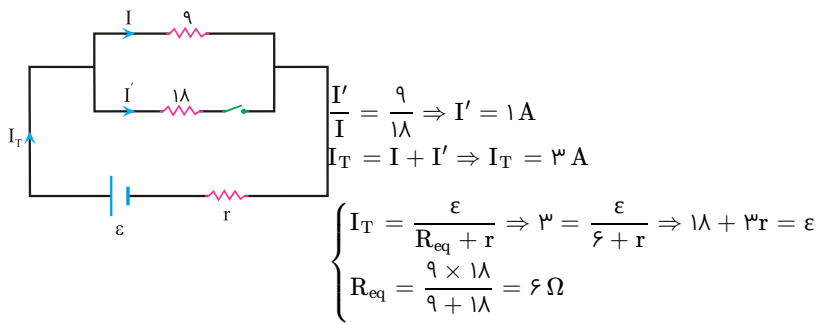 I ۹
I′ ۱۸
I_T
ε r
I′/I = ۹/۱۸ ⇒ I′ = ۱ A
I_T = I + I′ ⇒ I_T = ۳ A
I_T = ε/(R_eq + r) ⇒ ۳ = ε/(۶ + r) ⇒ ۱۸ + ۳r = ε
R_eq = (۹ × ۱۸)/(۹ + ۱۸) = ۶ Ω